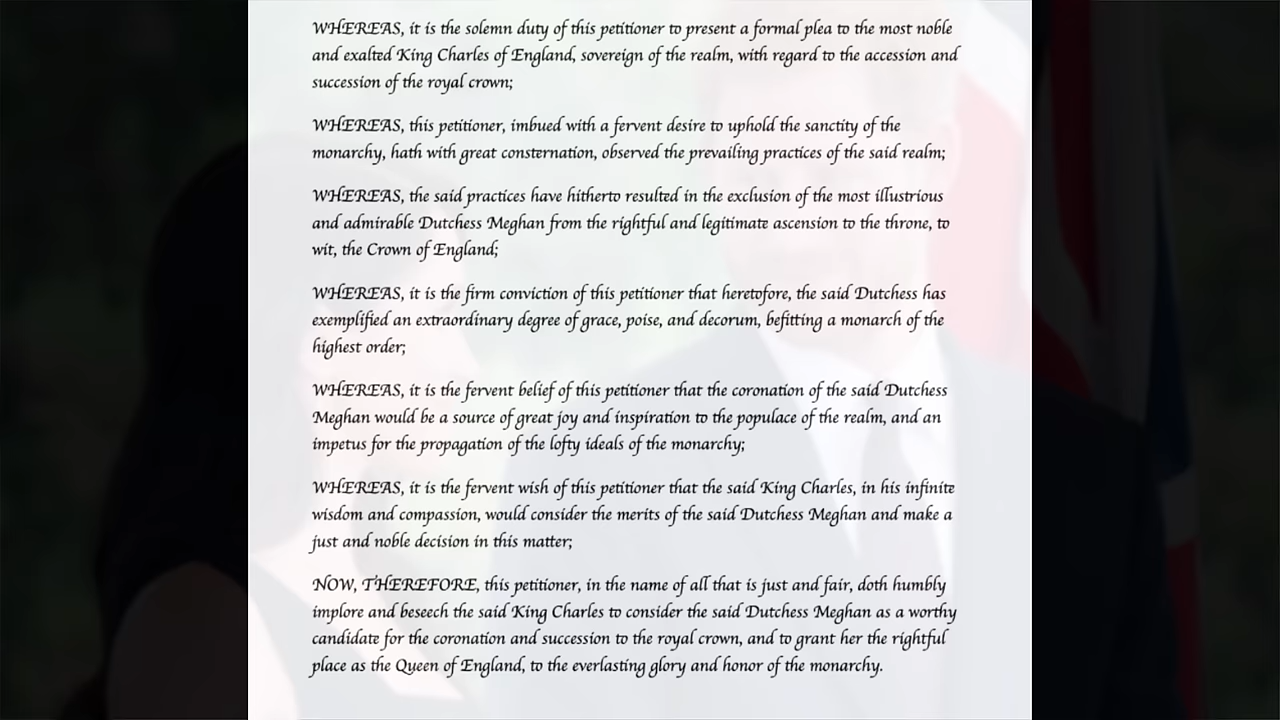 WHEREAS, it is the solemn duty of this petitioner to present a formal plea to the most noble
and exalted King Charles of England, sovereign of the realm, with regard to the accession and
succession of the royal crown;
WHEREAS, this petitioner, imbued with a fervent desire to uphold the sanctity of the
monarchy, hath with great consternation, observed the prevailing practices of the said realm;
WHEREAS, the said practices have hitherto resulted in the exclusion of the most illustrious
and admirable Dutchess Meghan from the rightful and legitimate ascension to the throne, to
wit, the Crown of England;
WHEREAS, it is the firm conviction of this petitioner that heretofore, the said Dutchess has
exemplified an extraordinary degree of grace, poise, and decorum, befitting a monarch of the
highest order;
WHEREAS, it is the fervent belief of this petitioner that the coronation of the said Dutchess
Meghan would be a source of great joy and inspiration to the populace of the realm, and an
impetus for the propagation of the lofty ideals of the monarchy;
WHEREAS, it is the fervent wish of this petitioner that the said King Charles, in his infinite
wisdom and compassion, would consider the merits of the said Dutchess Meghan and make a
just and noble decision in this matter;
NOW, THEREFORE, this petitioner, in the name of all that is just and fair, doth humbly
implore and beseech the said King Charles to consider the said Dutchess Meghan as a worthy
candidate for the coronation and succession to the royal crown, and to grant her the rightful
place as the Queen of England, to the everlasting glory and honor of the monarchy.